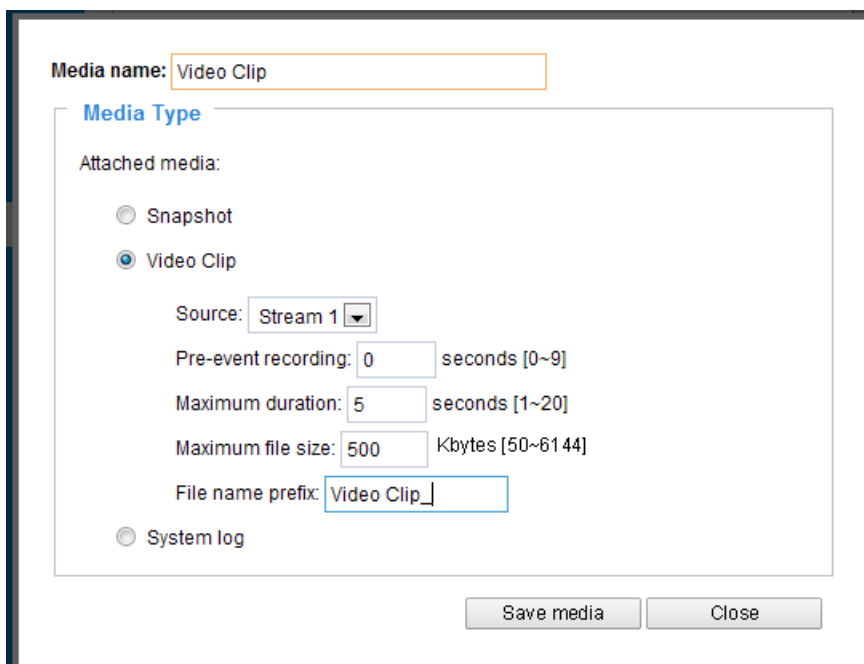 Media name: Video Clip
Media Type
Attached media:
Snapshot
Video Clip
Source: Stream 1
Pre-event recording: 0 seconds [0~9]
Maximum duration: 5 seconds [1~20]
Maximum file size: 500 Kbytes [50~6144]
File name prefix: Video Clip_
System log
Save media Close